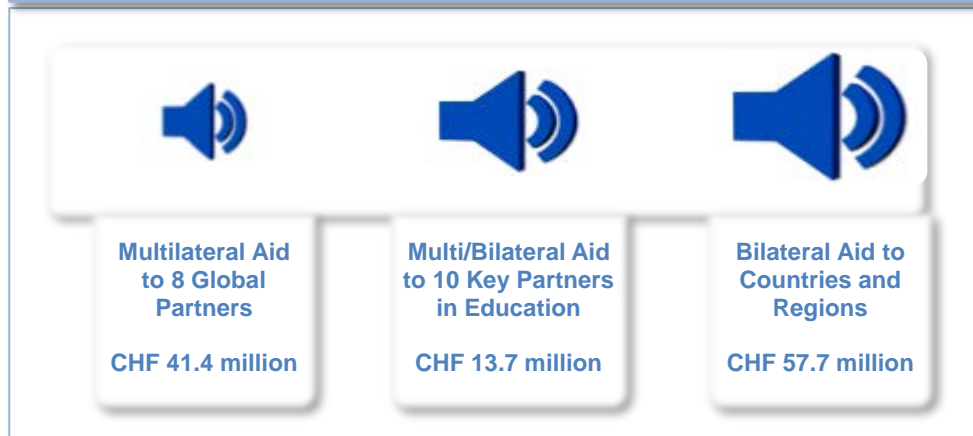 Multilateral Aid
to 8 Global
Partners
CHF 41.4 million
Multi/Bilateral Aid
to 10 Key Partners
in Education
CHF 13.7 million
Bilateral Aid to
Countries and
Regions
CHF 57.7 million